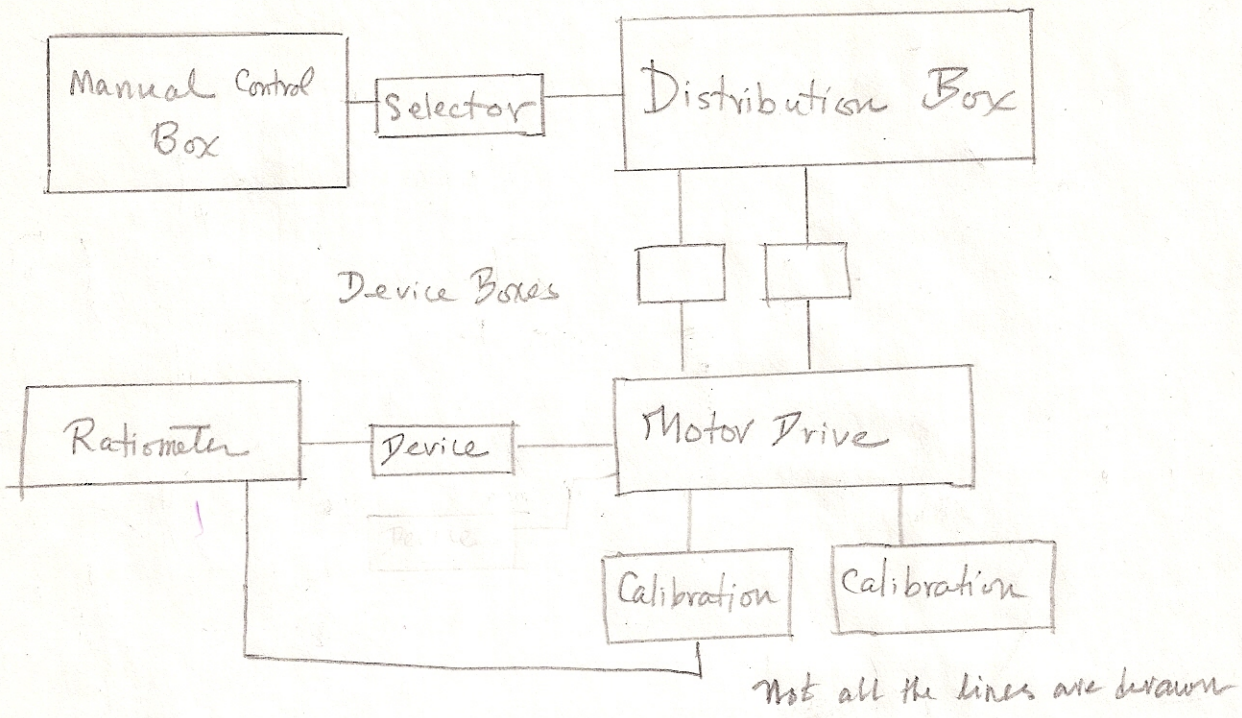 Manual Control
Box
Selector
Distribution Box
Device Boxes
Ratiometer
Device
Motor Drive
Device
Calibration
Calibration
Not all the lines are drawn